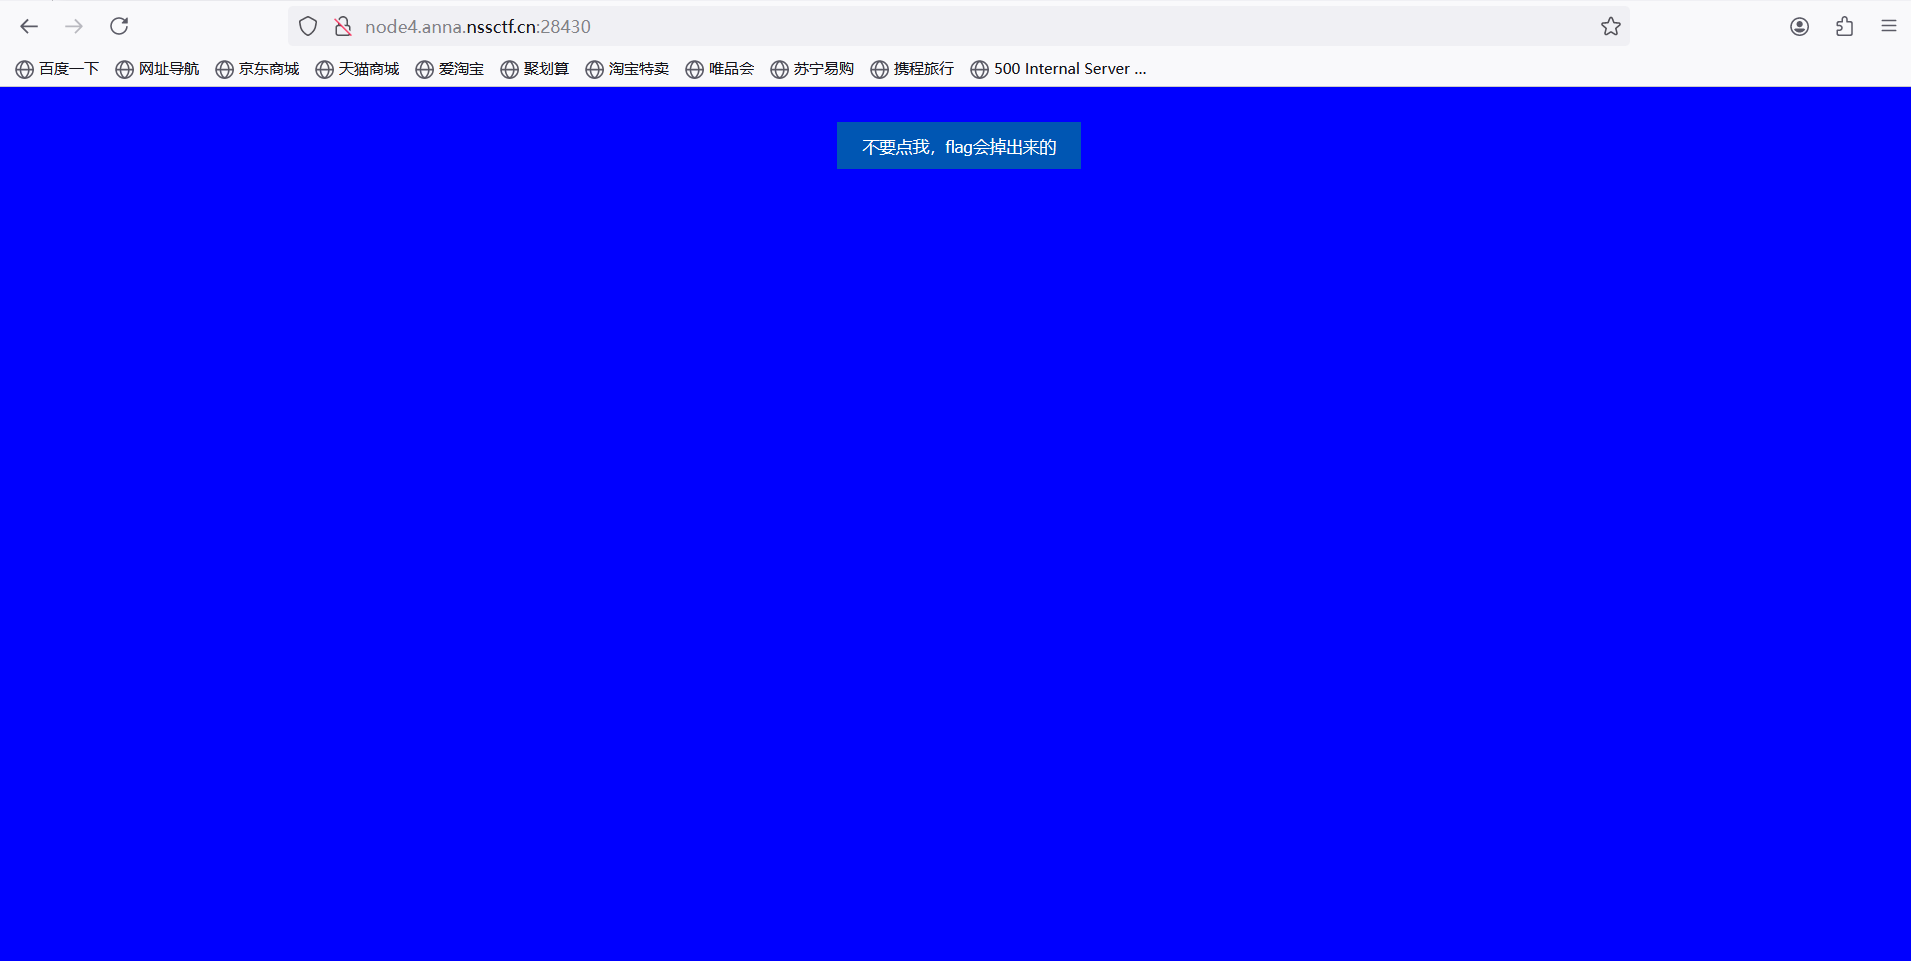 node4.anna.nssctf.cn:28430
百度一下 网址导航 京东商城 天猫商城 爱淘宝 聚划算 淘宝特卖 唯品会 苏宁易购 携程旅行 500 Internal Server ...
不要点我，flag会掉出来的